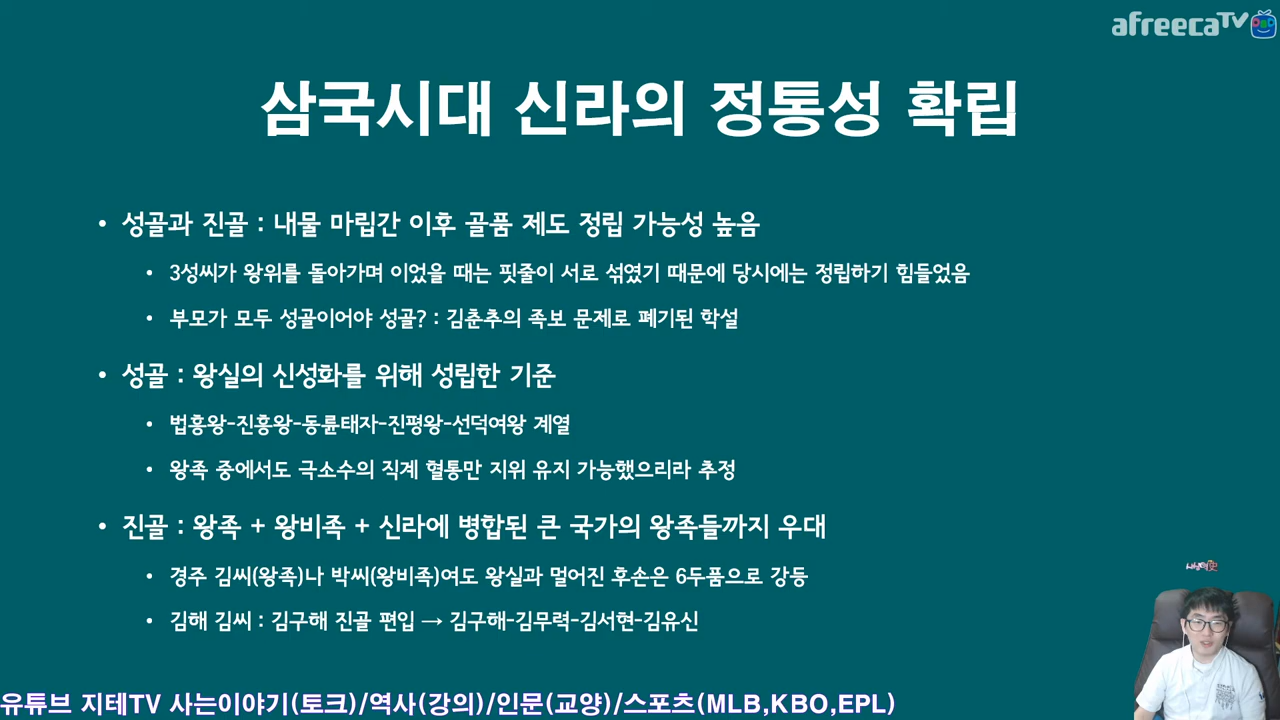 afreecaTV
삼국시대 신라의 정통성 확립
• 성골과 진골 : 내물 마립간 이후 골품 제도 정립 가능성 높음
• 3성씨가 왕위를 돌아가며 이었을 때는 핏줄이 서로 섞였기 때문에 당시에는 정립하기 힘들었음
• 부모가 모두 성골이어야 성골? : 김춘추의 족보 문제로 폐기된 학설
• 성골 : 왕실의 신성화를 위해 성립한 기준
• 법흥왕-진흥왕-동륜태자-진평왕-선덕여왕 계열
• 왕족 중에서도 극소수의 직계 혈통만 지위 유지 가능했으리라 추정
• 진골 : 왕족 + 왕비족 + 신라에 병합된 큰 국가의 왕족들까지 우대
• 경주 김씨(왕족)나 박씨(왕비족)여도 왕실과 멀어진 후손은 6두품으로 강등
• 김해 김씨 : 김구해 진골 편입 → 김구해-김무력-김서현-김유신
유튜브 지테TV 사는이야기(토크)/역사(강의)/인문(교양)/스포츠(MLB,KBO,EPL)